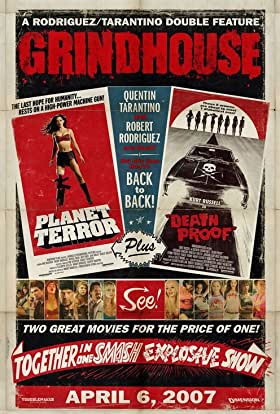 A RODRIGUEZ/TARANTINO DOUBLE FEATURE
GRINDHOUSE
THE LAST HOPE FOR HUMANITY...
RESTS ON A HIGH-POWER MACHINE GUN!
PLANET
TERROR
QUENTIN
TARANTINO
ROBERT
RODRIGUEZ
BACK
to
BACK!
KURT RUSSELL
DEATH
PROOF
Plus
See!
TWO GREAT MOVIES FOR THE PRICE OF ONE!
TOGETHER IN ONE SMASH EXPLOSIVE SHOW
TROUBLEMAKER
DIMENSION
APRIL 6, 2007